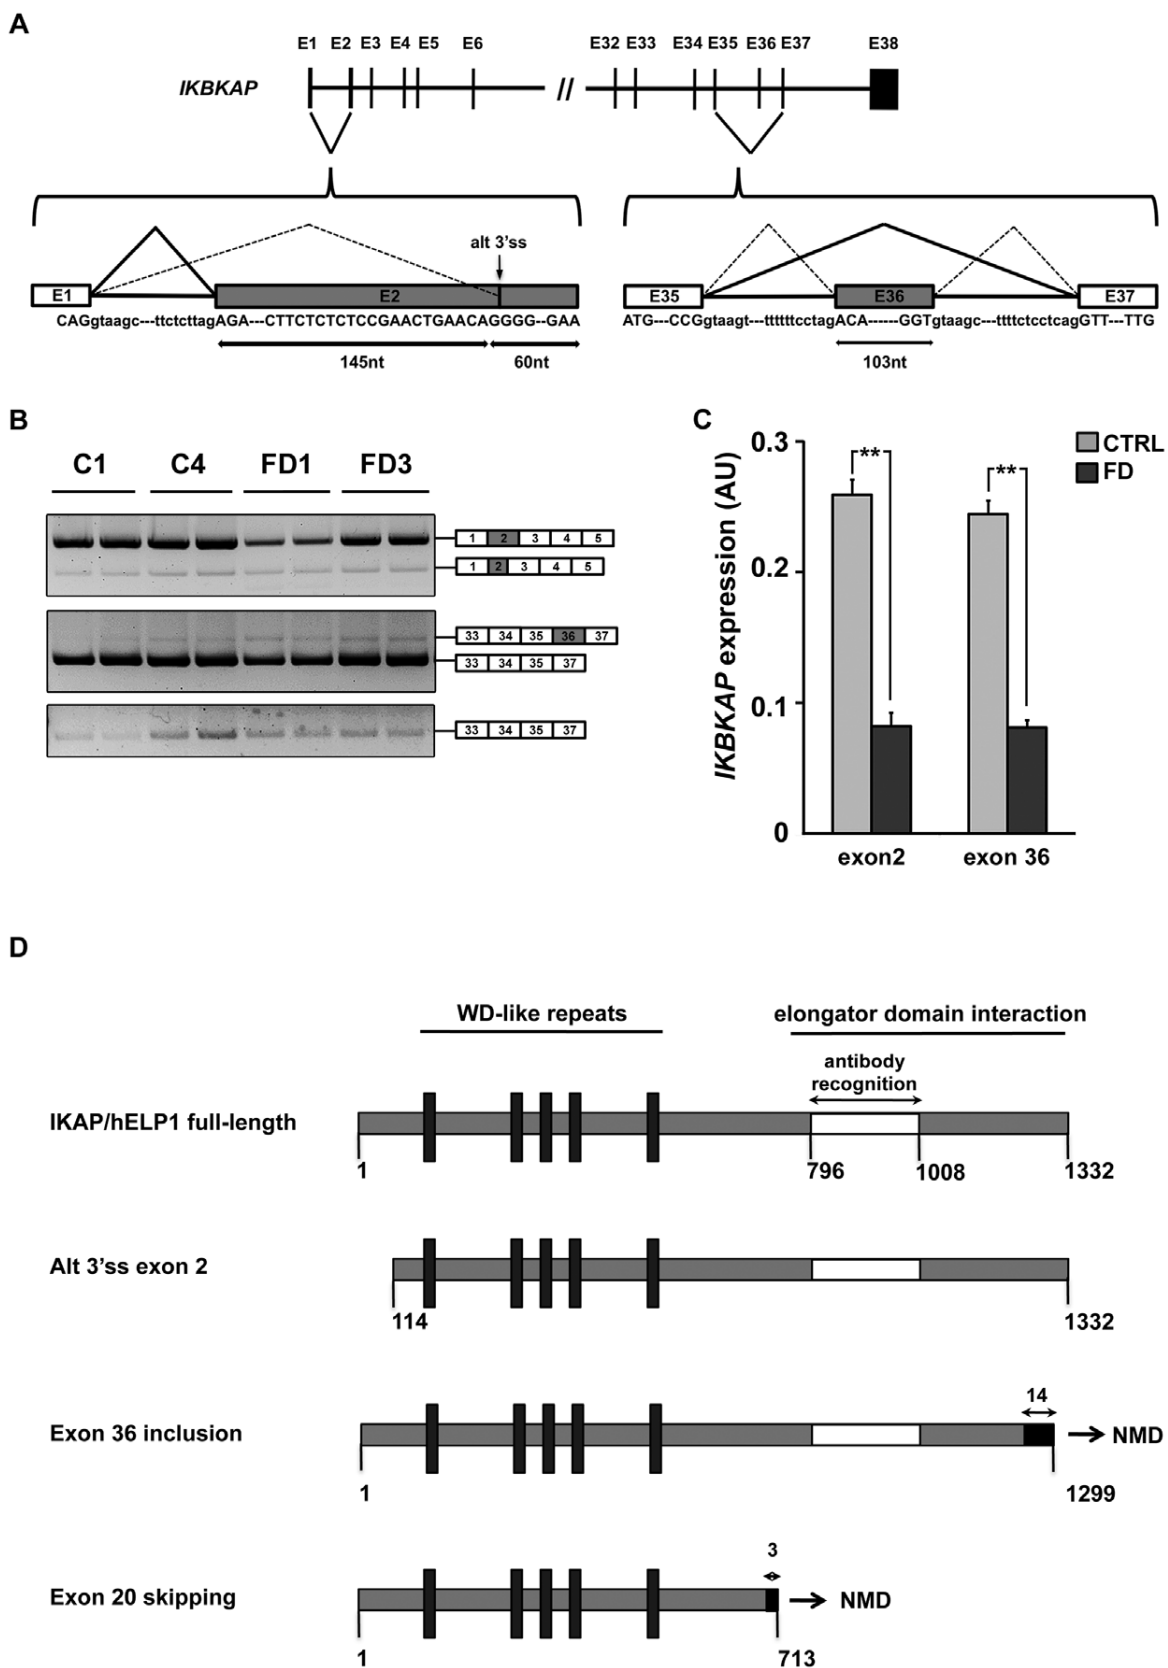 A
E1 E2 E3 E4 E5 E6 E32 E33 E34 E35 E36 E37 E38
IKBKAP //
alt 3'ss
E1 E2 E35 E36 E37
CAGgtaagc---ttctcttagAGA---CTTCTCTCTCCGAACTGAACAGGGG--GAA
ATG---CCGgtaagt---ttttttcctagACA------GGTgtaagc---ttttctcctcagGTT---TTG
145nt 60nt 103nt
B
C1 C4 FD1 FD3
1 2 3 4 5
1 2 3 4 5
33 34 35 36 37
33 34 35 37
33 34 35 37
C
CTRL
FD
IKBKAP expression (AU)
0.3
0.2
0.1
0
** **
exon2 exon 36
D
WD-like repeats elongator domain interaction
antibody
recognition
IKAP/hELP1 full-length
1 796 1008 1332
Alt 3'ss exon 2
114 1332
14
Exon 36 inclusion NMD
1 1299
3
Exon 20 skipping NMD
1 713